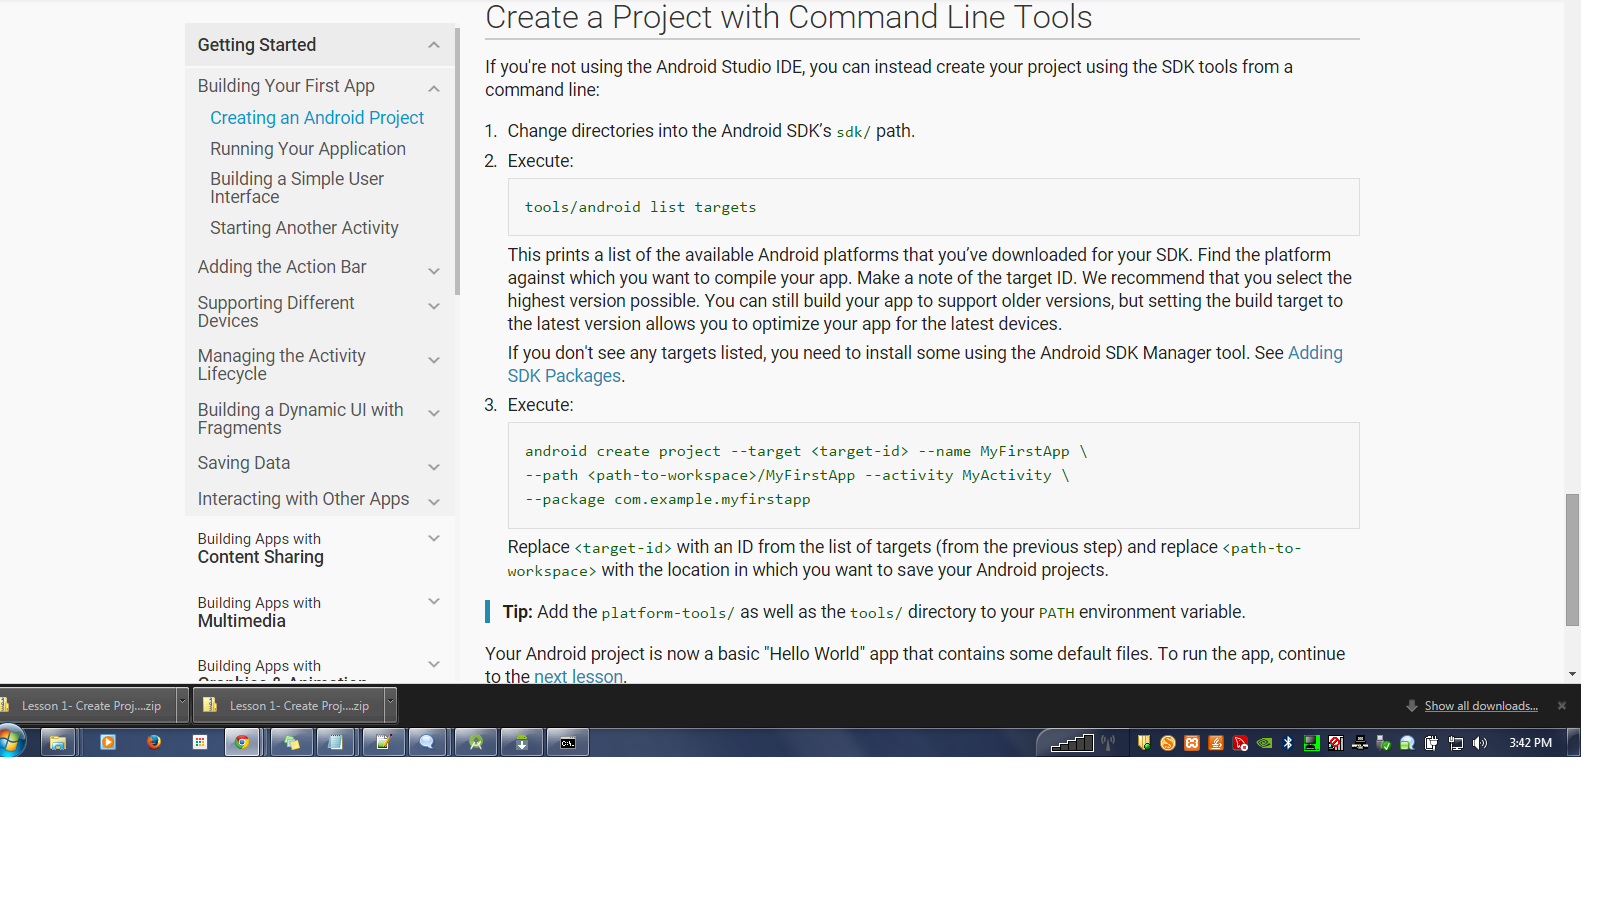 Create a Project with Command Line Tools
Getting Started
Building Your First App
Creating an Android Project
Running Your Application
Building a Simple User
Interface
Starting Another Activity
Adding the Action Bar
Supporting Different
Devices
Managing the Activity
Lifecycle
Building a Dynamic UI with
Fragments
Saving Data
Interacting with Other Apps
Building Apps with
Content Sharing
Building Apps with
Multimedia
Building Apps with
Graphics & Animation
If you're not using the Android Studio IDE, you can instead create your project using the SDK tools from a
command line:
1. Change directories into the Android SDK’s sdk/ path.
2. Execute:
tools/android list targets
This prints a list of the available Android platforms that you’ve downloaded for your SDK. Find the platform
against which you want to compile your app. Make a note of the target ID. We recommend that you select the
highest version possible. You can still build your app to support older versions, but setting the build target to
the latest version allows you to optimize your app for the latest devices.
If you don't see any targets listed, you need to install some using the Android SDK Manager tool. See Adding
SDK Packages.
3. Execute:
android create project --target <target-id> --name MyFirstApp \
--path <path-to-workspace>/MyFirstApp --activity MyActivity \
--package com.example.myfirstapp
Replace <target-id> with an ID from the list of targets (from the previous step) and replace <path-to-
workspace> with the location in which you want to save your Android projects.
Tip: Add the platform-tools/ as well as the tools/ directory to your PATH environment variable.
Your Android project is now a basic "Hello World" app that contains some default files. To run the app, continue
to the next lesson.
Lesson 1- Create Proj....zip
Lesson 1- Create Proj....zip
Show all downloads...
3:42 PM